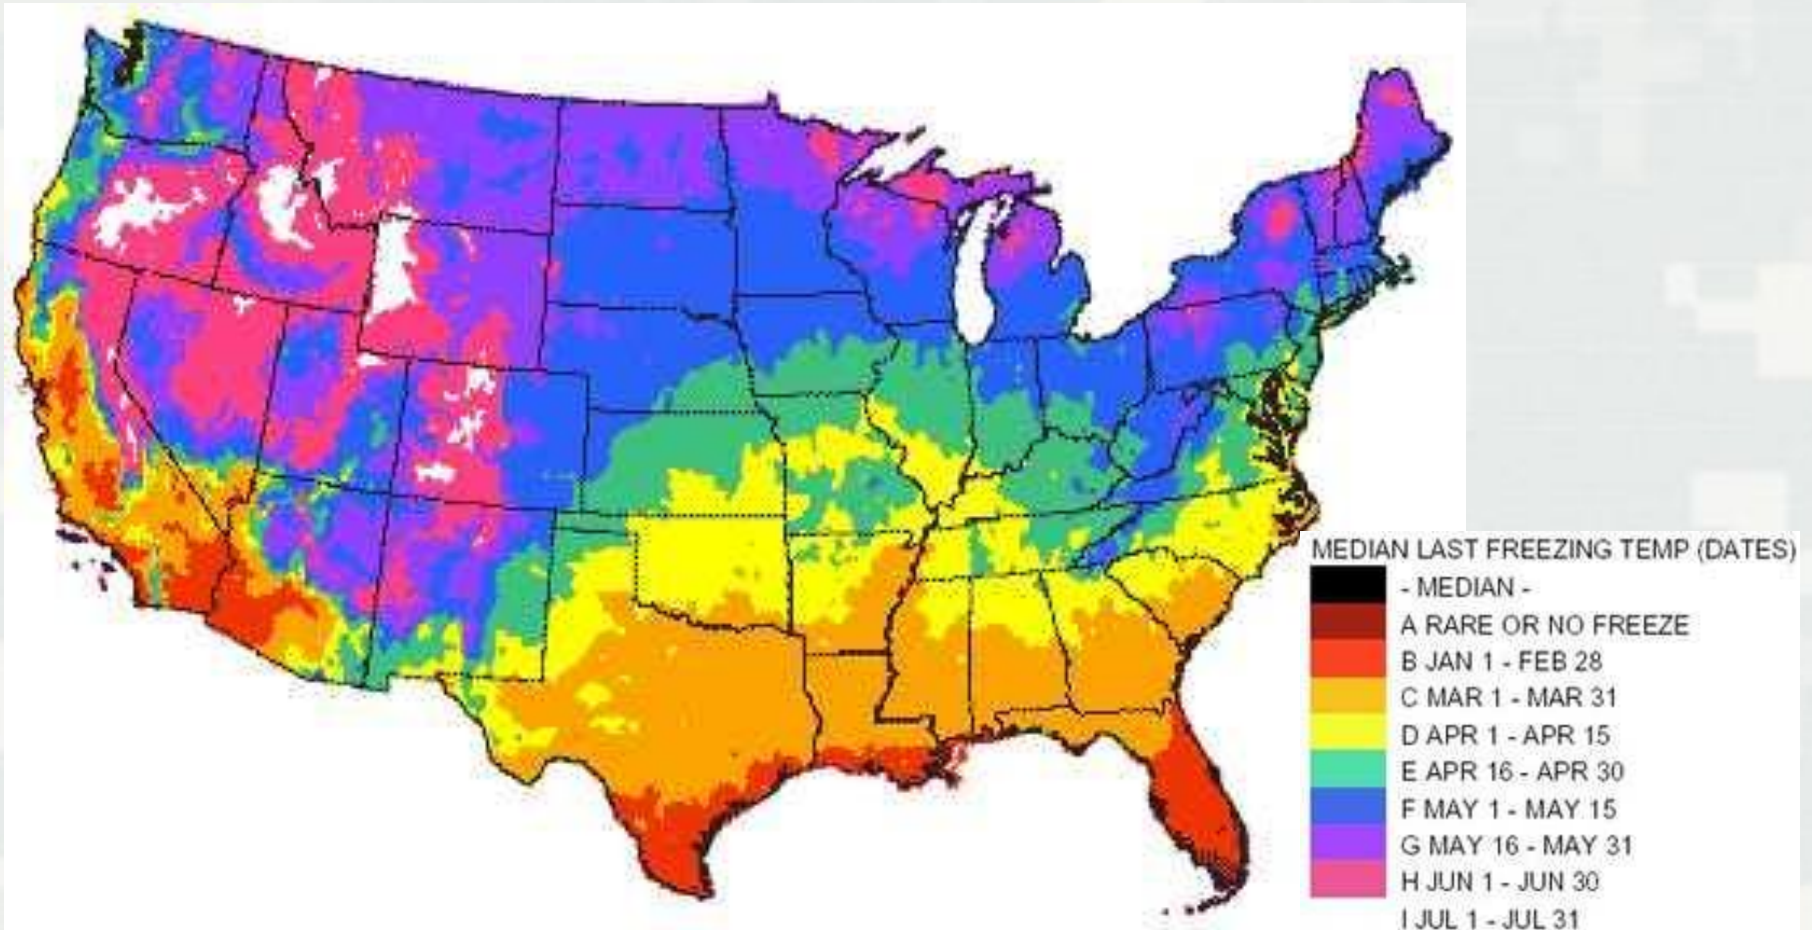 MEDIAN LAST FREEZING TEMP (DATES)
- MEDIAN -
A RARE OR NO FREEZE
B JAN 1 - FEB 28
C MAR 1 - MAR 31
D APR 1 - APR 15
E APR 16 - APR 30
F MAY 1 - MAY 15
G MAY 16 - MAY 31
H JUN 1 - JUN 30
I JUL 1 - JUL 31